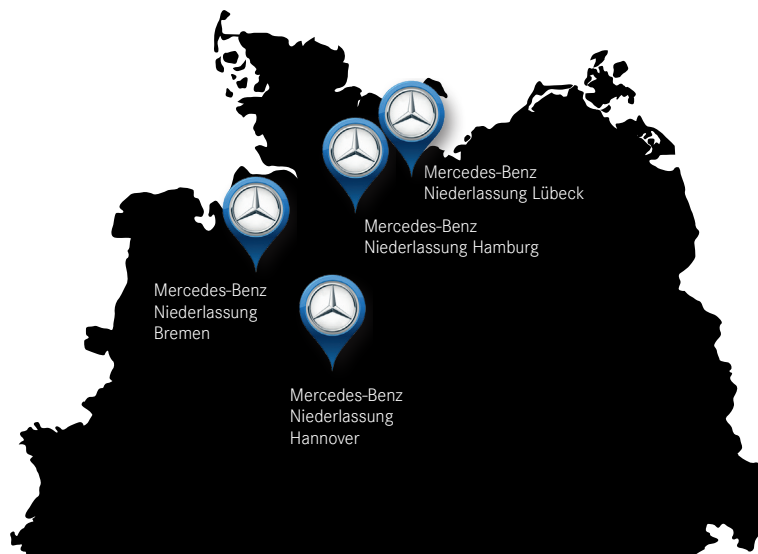 Mercedes-Benz
Niederlassung Lübeck
Mercedes-Benz
Niederlassung Hamburg
Mercedes-Benz
Niederlassung
Bremen
Mercedes-Benz
Niederlassung
Hannover